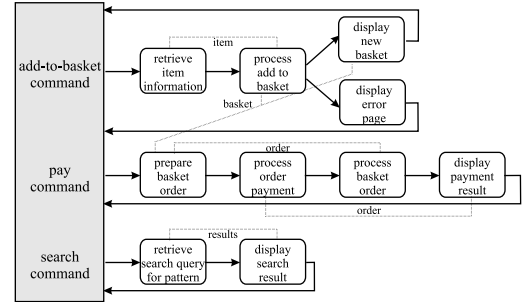 add-to-basket
command
retrieve
item
information
item
process
add to
basket
display
new
basket
display
error
page
basket
pay
command
prepare
basket
order
order
process
order
payment
process
basket
order
display
payment
result
order
search
command
results
retrieve
search query
for pattern
display
search
result